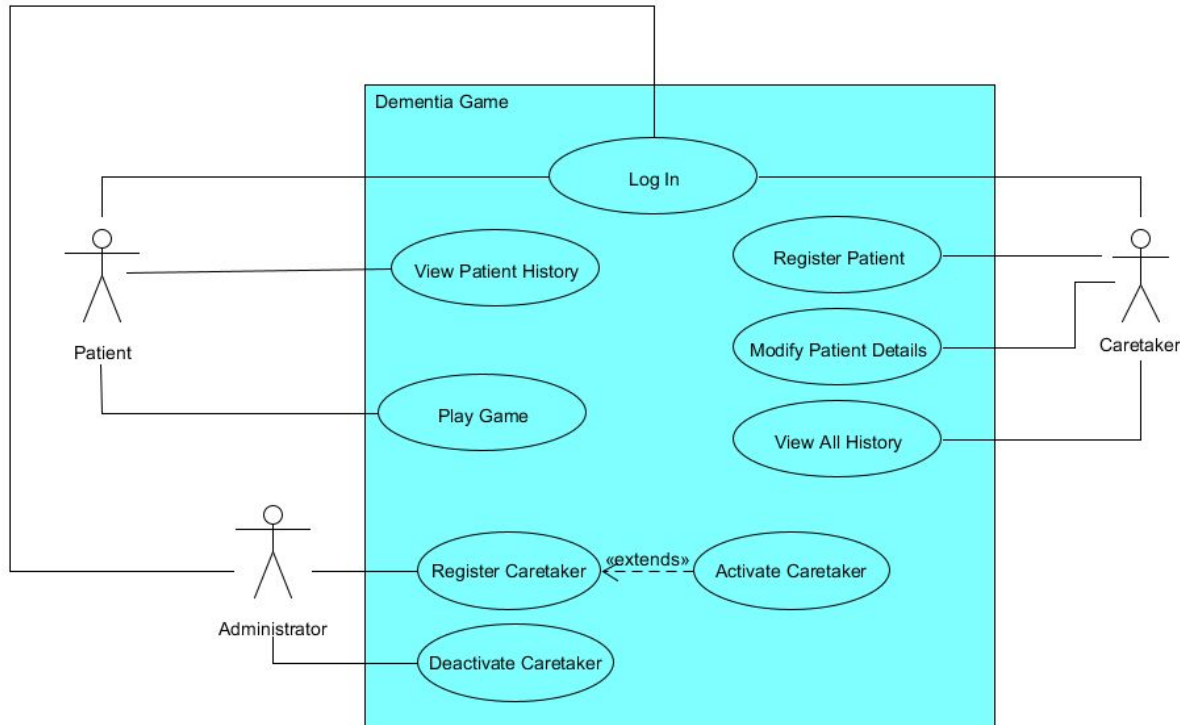 Dementia Game
Log In
View Patient History
Register Patient
Patient
Modify Patient Details
Caretaker
Play Game
View All History
Register Caretaker
«extends»
Activate Caretaker
Administrator
Deactivate Caretaker